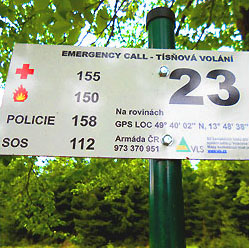 EMERGENCY CALL - TÍSŇOVÁ VOLÁNÍ
155
23
150
POLICIE 158
Na rovinách
GPS LOC 49° 40' 02" N, 13° 48' 38"
SOS 112
Armáda ČR
973 370 951
VLS